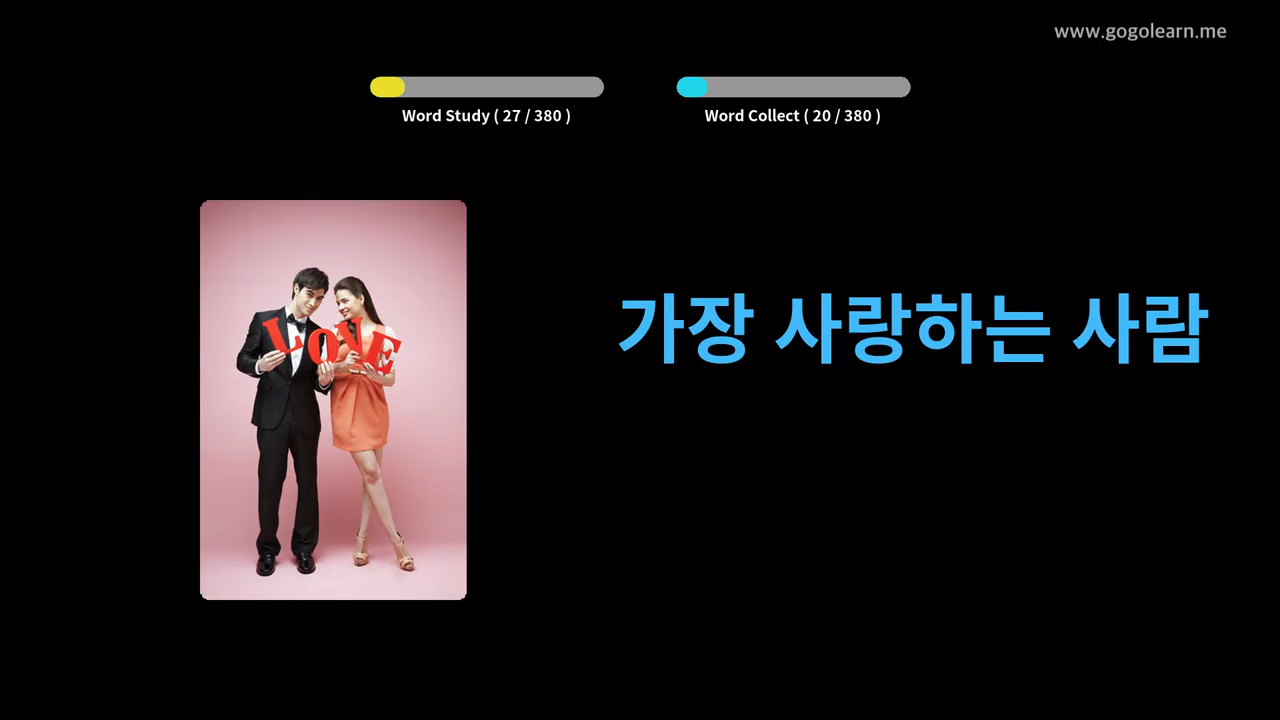 www.gogolearn.me
Word Study ( 27 / 380 )
Word Collect ( 20 / 380 )
LOVE
가장 사랑하는 사람